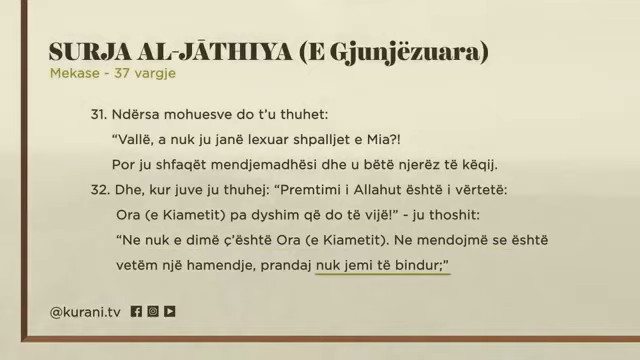 SURJA AL-JĀTHIYA (E Gjunjëzuara)
Mekase - 37 vargje
31. Ndërsa mohuesve do t'u thuhet:
“Vallë, a nuk ju janë lexuar shpalljet e Mia?!
Por ju shfaqët mendjemadhësi dhe u bëtë njerëz të këqij.
32. Dhe, kur juve ju thuhej: “Premtimi i Allahut është i vërtetë:
Ora (e Kiametit) pa dyshim që do të vijë!” - ju thoshit:
“Ne nuk e dimë ç'është Ora (e Kiametit). Ne mendojmë se është
vetëm një hamendje, prandaj nuk jemi të bindur;”
@kurani.tv